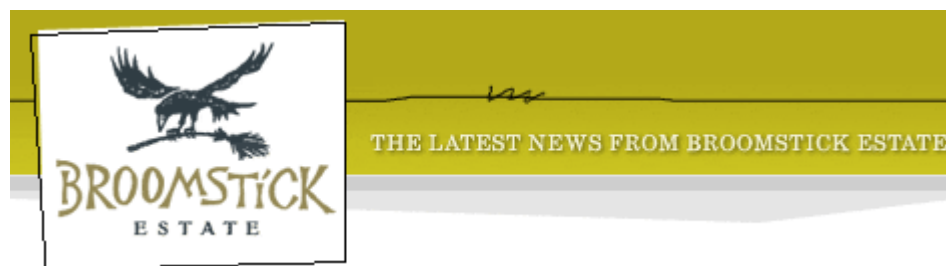 BROOMSTiCK
ESTATE
THE LATEST NEWS FROM BROOMSTICK ESTATE